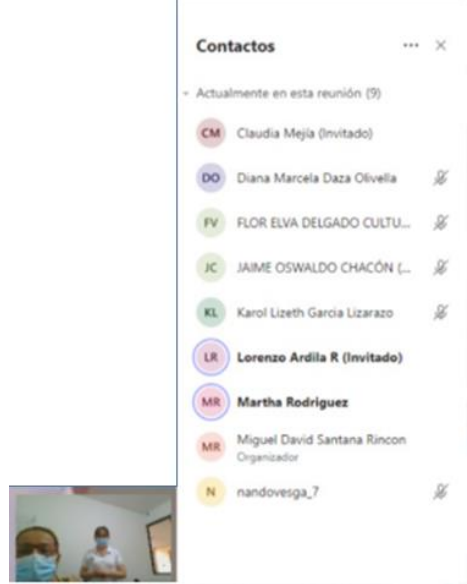 Contactos
Actualmente en esta reunión (9)
CM Claudia Mejía (Invitado)
DO Diana Marcela Daza Olivella
FV FLOR ELVA DELGADO CULTU...
JC JAIME OSWALDO CHACÓN (...
KL Karol Lizeth Garcia Lizarazo
LR Lorenzo Ardila R (Invitado)
MR Martha Rodriguez
MR Miguel David Santana Rincon
Organizador
N nandovesga_7